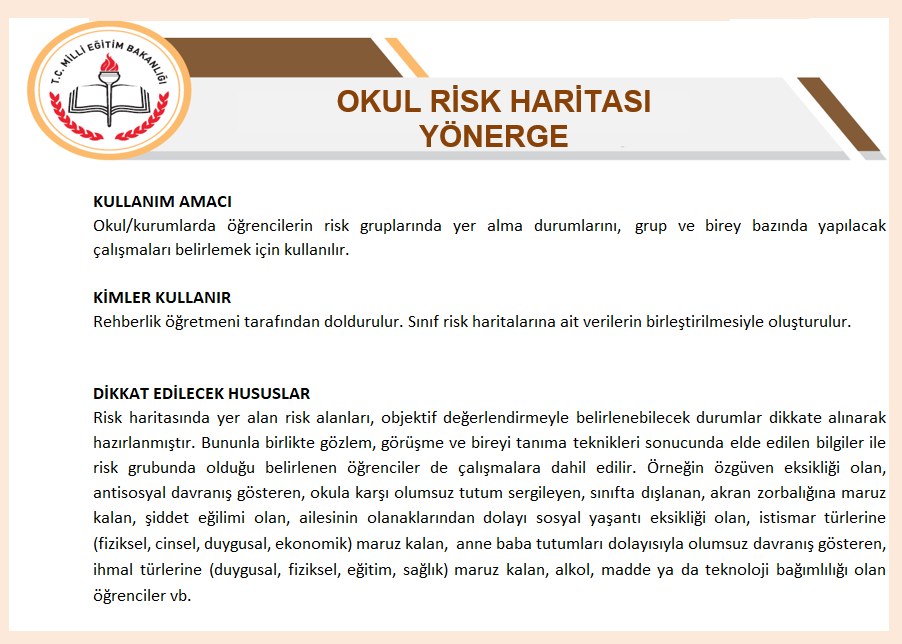 T.C. MİLLİ EĞİTİM BAKANLIĞI
OKUL RİSK HARİTASI
YÖNERGE
KULLANIM AMACI
Okul/kurumlarda öğrencilerin risk gruplarında yer alma durumlarını, grup ve birey bazında yapılacak
çalışmaları belirlemek için kullanılır.
KİMLER KULLANIR
Rehberlik öğretmeni tarafından doldurulur. Sınıf risk haritalarına ait verilerin birleştirilmesiyle oluşturulur.
DİKKAT EDİLECEK HUSUSLAR
Risk haritasında yer alan risk alanları, objektif değerlendirmeyle belirlenebilecek durumlar dikkate alınarak
hazırlanmıştır. Bununla birlikte gözlem, görüşme ve bireyi tanıma teknikleri sonucunda elde edilen bilgiler ile
risk grubunda olduğu belirlenen öğrenciler de çalışmalara dahil edilir. Örneğin özgüven eksikliği olan,
antisosyal davranış gösteren, okula karşı olumsuz tutum sergileyen, sınıfta dışlanan, akran zorbalığına maruz
kalan, şiddet eğilimi olan, ailesinin olanaklarından dolayı sosyal yaşantı eksikliği olan, istismar türlerine
(fiziksel, cinsel, duygusal, ekonomik) maruz kalan, anne baba tutumları dolayısıyla olumsuz davranış gösteren,
ihmal türlerine (duygusal, fiziksel, eğitim, sağlık) maruz kalan, alkol, madde ya da teknoloji bağımlılığı olan
öğrenciler vb.